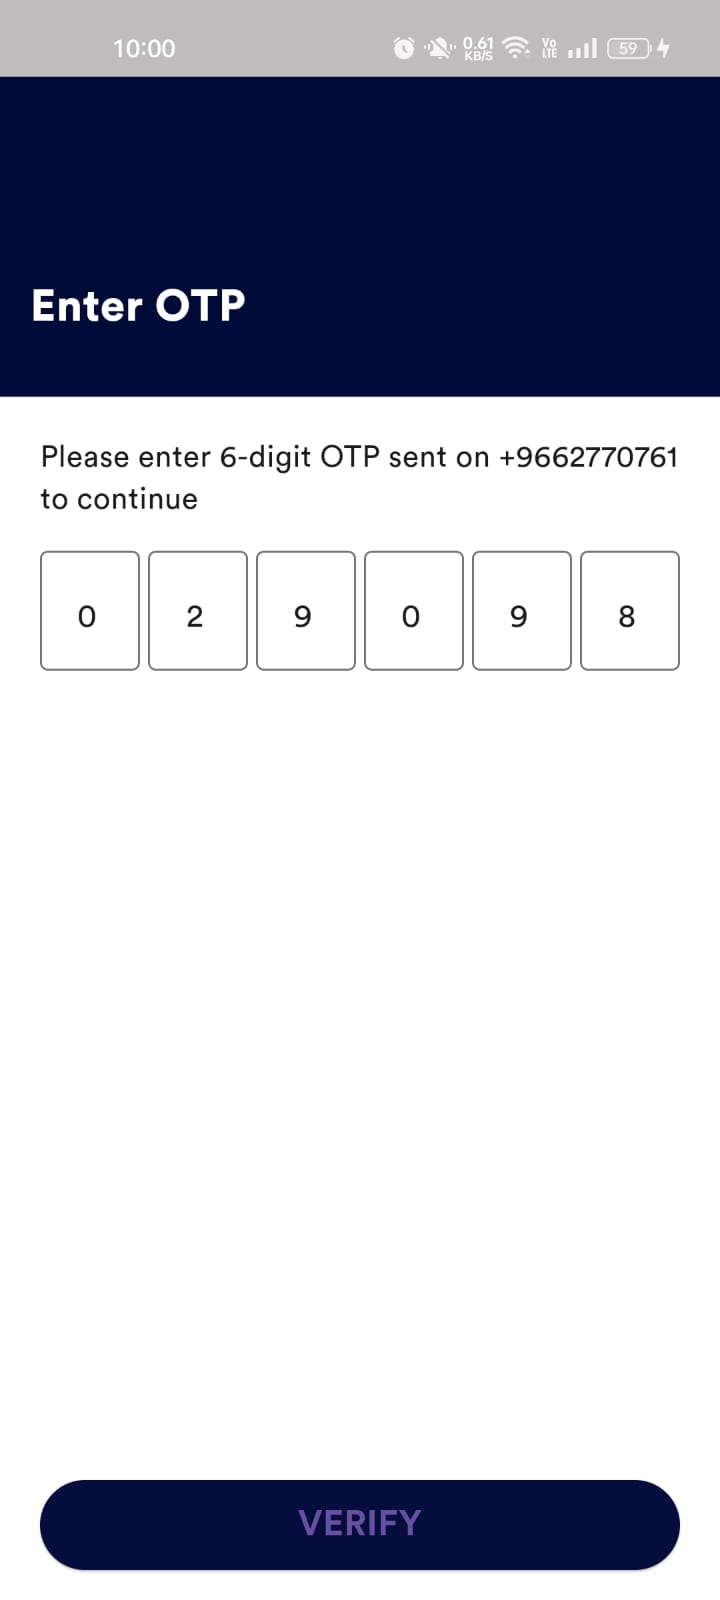 10:00 0.61 KB/S Vo LTE 59
Enter OTP
Please enter 6-digit OTP sent on +9662770761
to continue
0 2 9 0 9 8
VERIFY